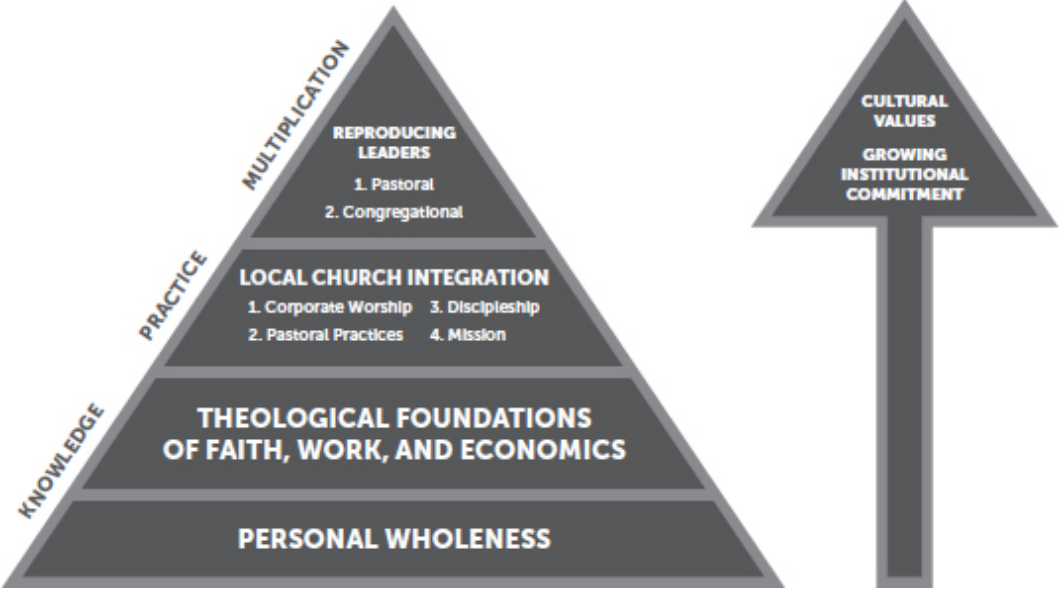 MULTIPLICATION
REPRODUCING
LEADERS
1. Pastoral
2. Congregational
PRACTICE
LOCAL CHURCH INTEGRATION
1. Corporate Worship 3. Discipleship
2. Pastoral Practices 4. Mission
KNOWLEDGE
THEOLOGICAL FOUNDATIONS
OF FAITH, WORK, AND ECONOMICS
PERSONAL WHOLENESS
CULTURAL
VALUES
GROWING
INSTITUTIONAL
COMMITMENT